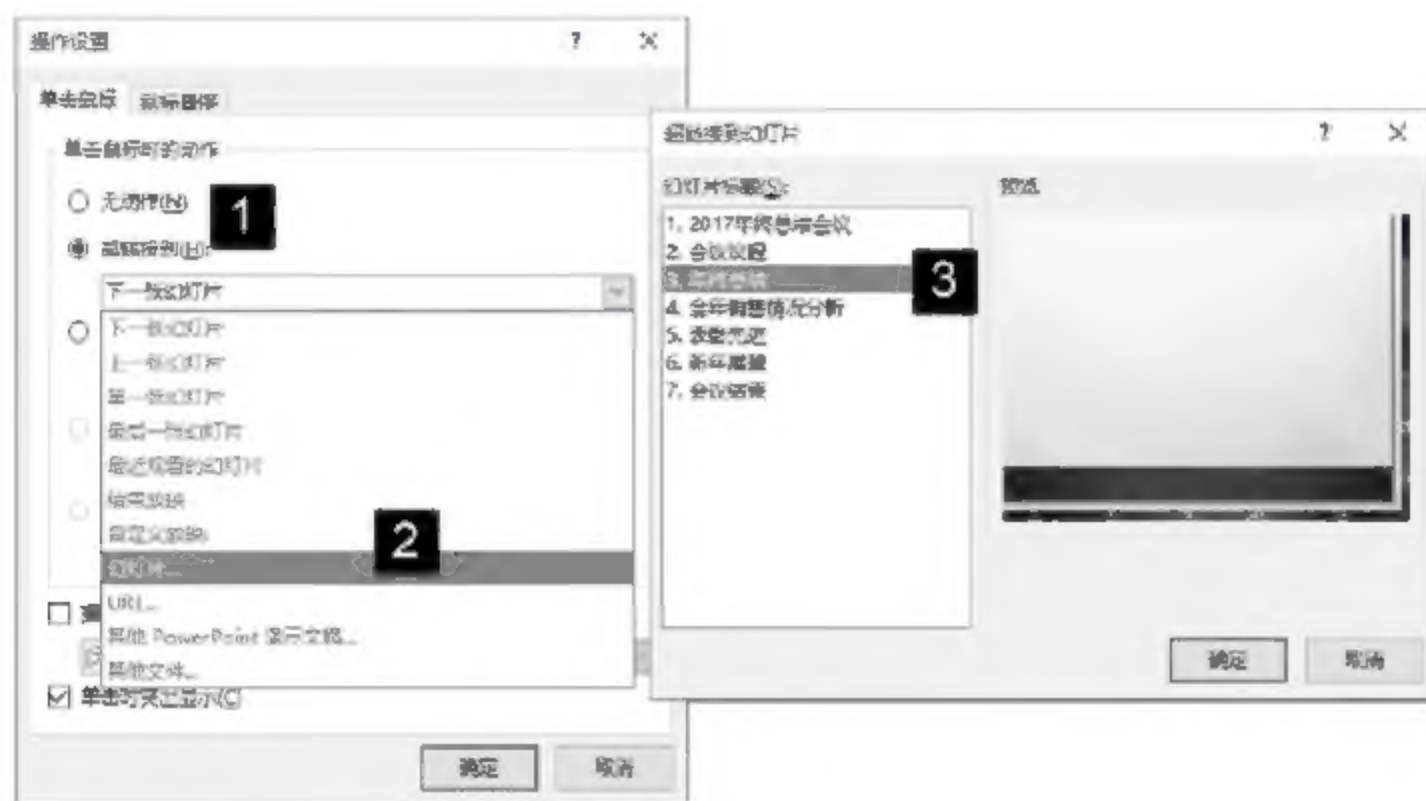 操作设置
单击鼠标 鼠标悬停
单击鼠标时的动作
无动作(N)
1
超链接到(H):
下一张幻灯片
下一张幻灯片
上一张幻灯片
第一张幻灯片
最后一张幻灯片
最近观看的幻灯片
结束放映
自定义放映
2
幻灯片...
URL...
其他 PowerPoint 演示文稿...
其他文件...
单击时突出显示(C)
确定 取消
超链接到幻灯片
幻灯片标题(S):
预览
1. 2017年终总结会议
2. 会议议程
3. 年终总结
3
4. 全年销售情况分析
5. 表彰先进
6. 新年展望
7. 会议结束
确定 取消